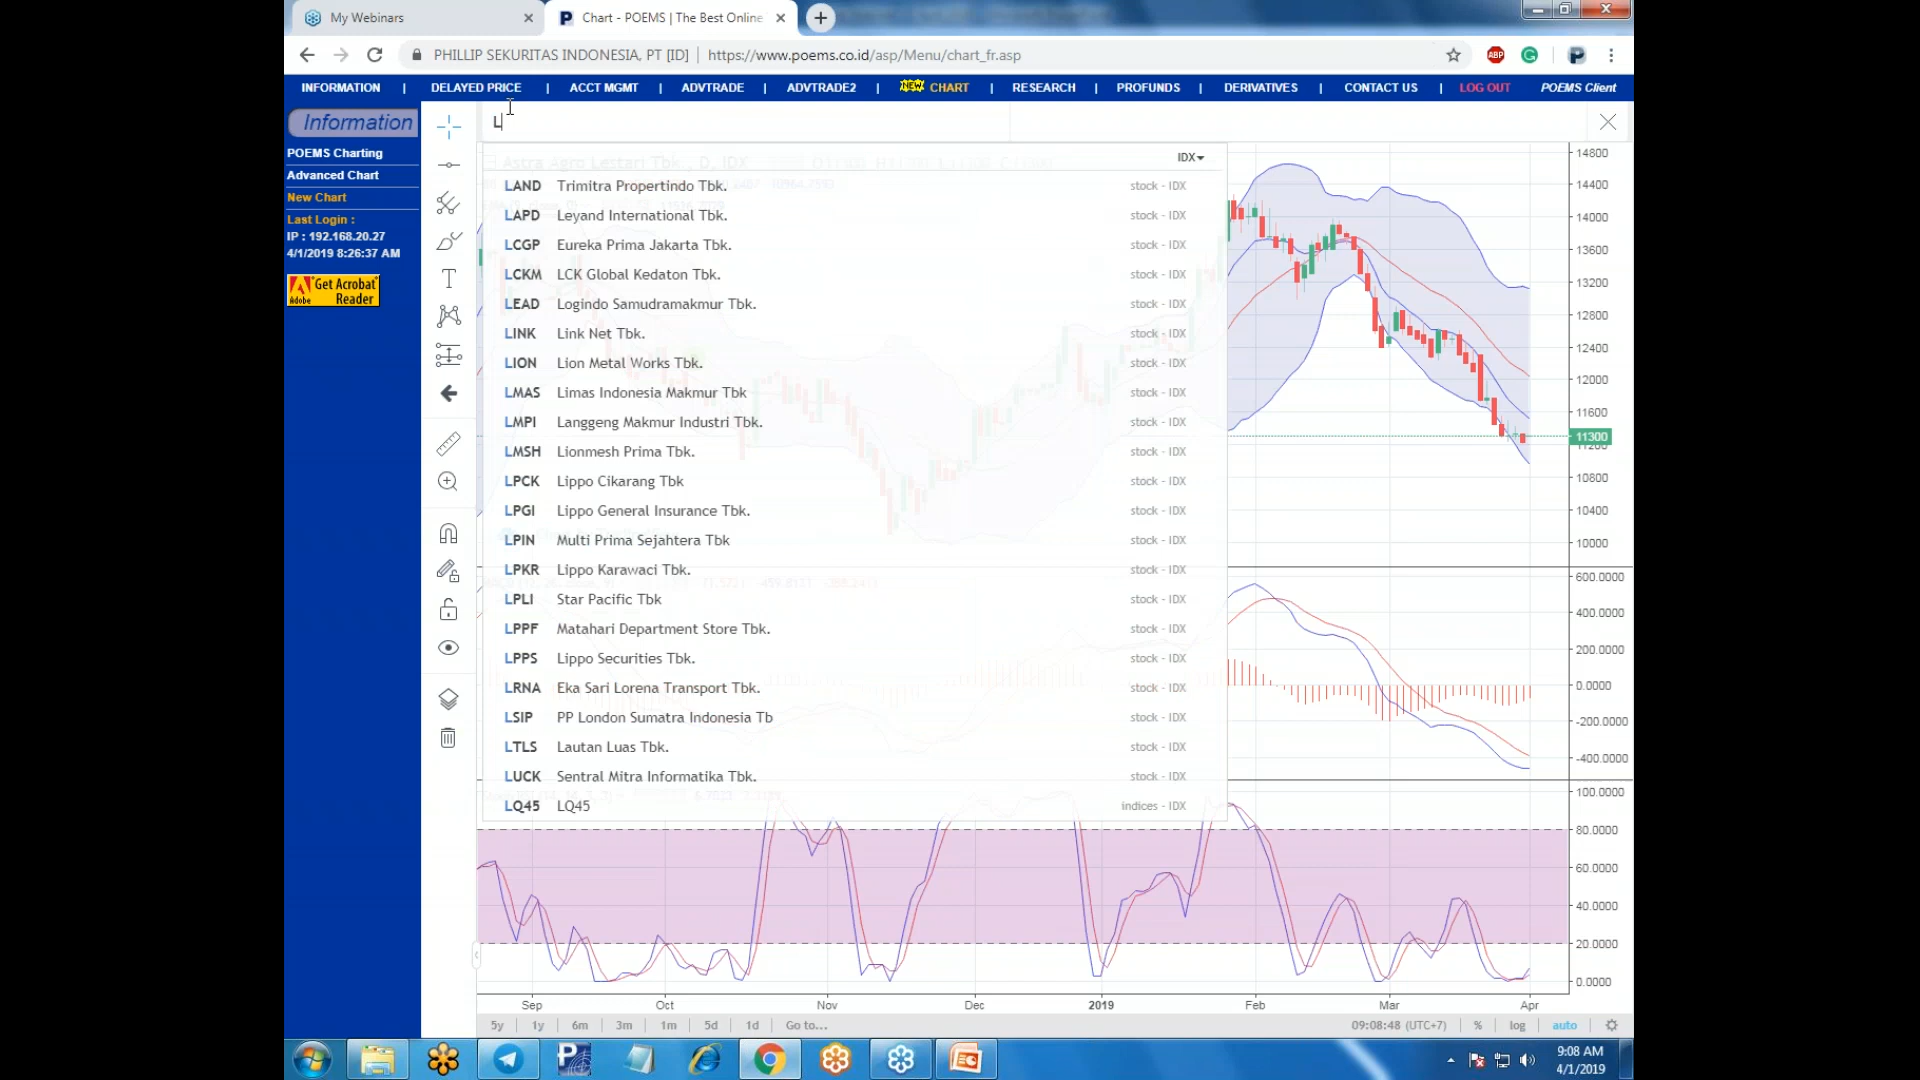 My Webinars
Chart - POEMS | The Best Online
PHILLIP SEKURITAS INDONESIA, PT [ID] | https://www.poems.co.id/asp/Menu/chart_fr.asp
ABP
INFORMATION | DELAYED PRICE | ACCT MGMT | ADVTRADE | ADVTRADE2 | NEW CHART | RESEARCH | PROFUNDS | DERIVATIVES | CONTACT US | LOG OUT POEMS Client
Information
POEMS Charting
Advanced Chart
New Chart
Last Login :
IP : 192.168.20.27
4/1/2019 8:26:37 AM
Get Acrobat
Adobe Reader
L
Astra Agro Lestari Tbk., D, IDX
IDX
LAND Trimitra Propertindo Tbk. stock - IDX
LAPD Leyand International Tbk. stock - IDX
LCGP Eureka Prima Jakarta Tbk. stock - IDX
LCKM LCK Global Kedaton Tbk. stock - IDX
LEAD Logindo Samudramakmur Tbk. stock - IDX
LINK Link Net Tbk. stock - IDX
LION Lion Metal Works Tbk. stock - IDX
LMAS Limas Indonesia Makmur Tbk stock - IDX
LMPI Langgeng Makmur Industri Tbk. stock - IDX
LMSH Lionmesh Prima Tbk. stock - IDX
LPCK Lippo Cikarang Tbk stock - IDX
LPGI Lippo General Insurance Tbk. stock - IDX
LPIN Multi Prima Sejahtera Tbk stock - IDX
LPKR Lippo Karawaci Tbk. stock - IDX
LPLI Star Pacific Tbk stock - IDX
LPPF Matahari Department Store Tbk. stock - IDX
LPPS Lippo Securities Tbk. stock - IDX
LRNA Eka Sari Lorena Transport Tbk. stock - IDX
LSIP PP London Sumatra Indonesia Tb stock - IDX
LTLS Lautan Luas Tbk. stock - IDX
LUCK Sentral Mitra Informatika Tbk. stock - IDX
LQ45 LQ45 indices - IDX
14800
14400
14000
13600
13200
12800
12400
12000
11600
11300
11200
10800
10400
10000
600.0000
400.0000
200.0000
0.0000
-200.0000
-400.0000
100.0000
80.0000
60.0000
40.0000
20.0000
0.0000
Sep Oct Nov Dec 2019 Feb Mar Apr
5y 1y 6m 3m 1m 5d 1d Go to... 09:08:48 (UTC+7) % log auto
9:08 AM
4/1/2019